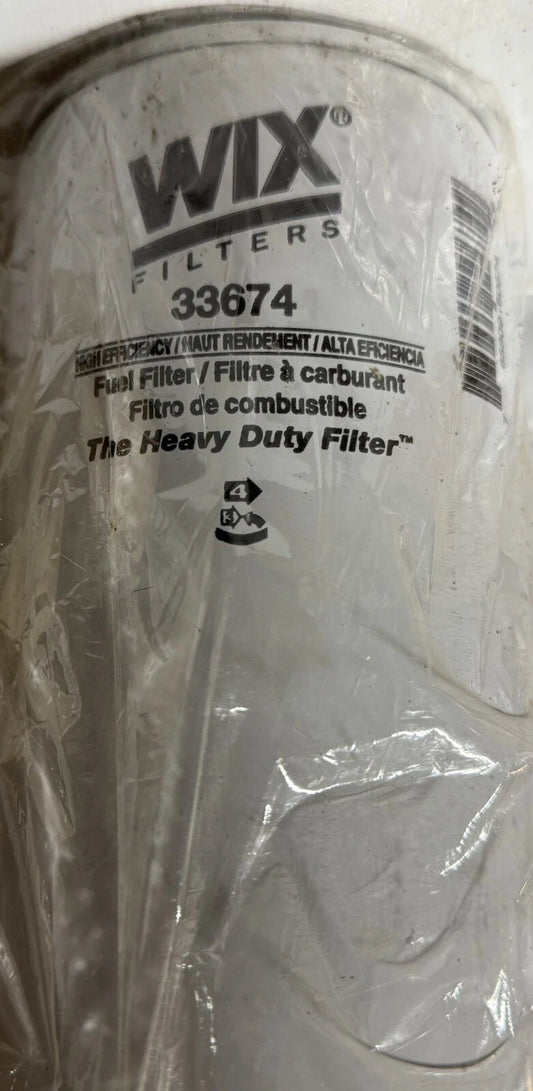 WIX®
FILTERS
33674
HIGH EFFICIENCY / HAUT RENDEMENT / ALTA EFICIENCIA
Fuel Filter / Filtre à carburant
Filtro de combustible
The Heavy Duty Filter™
4